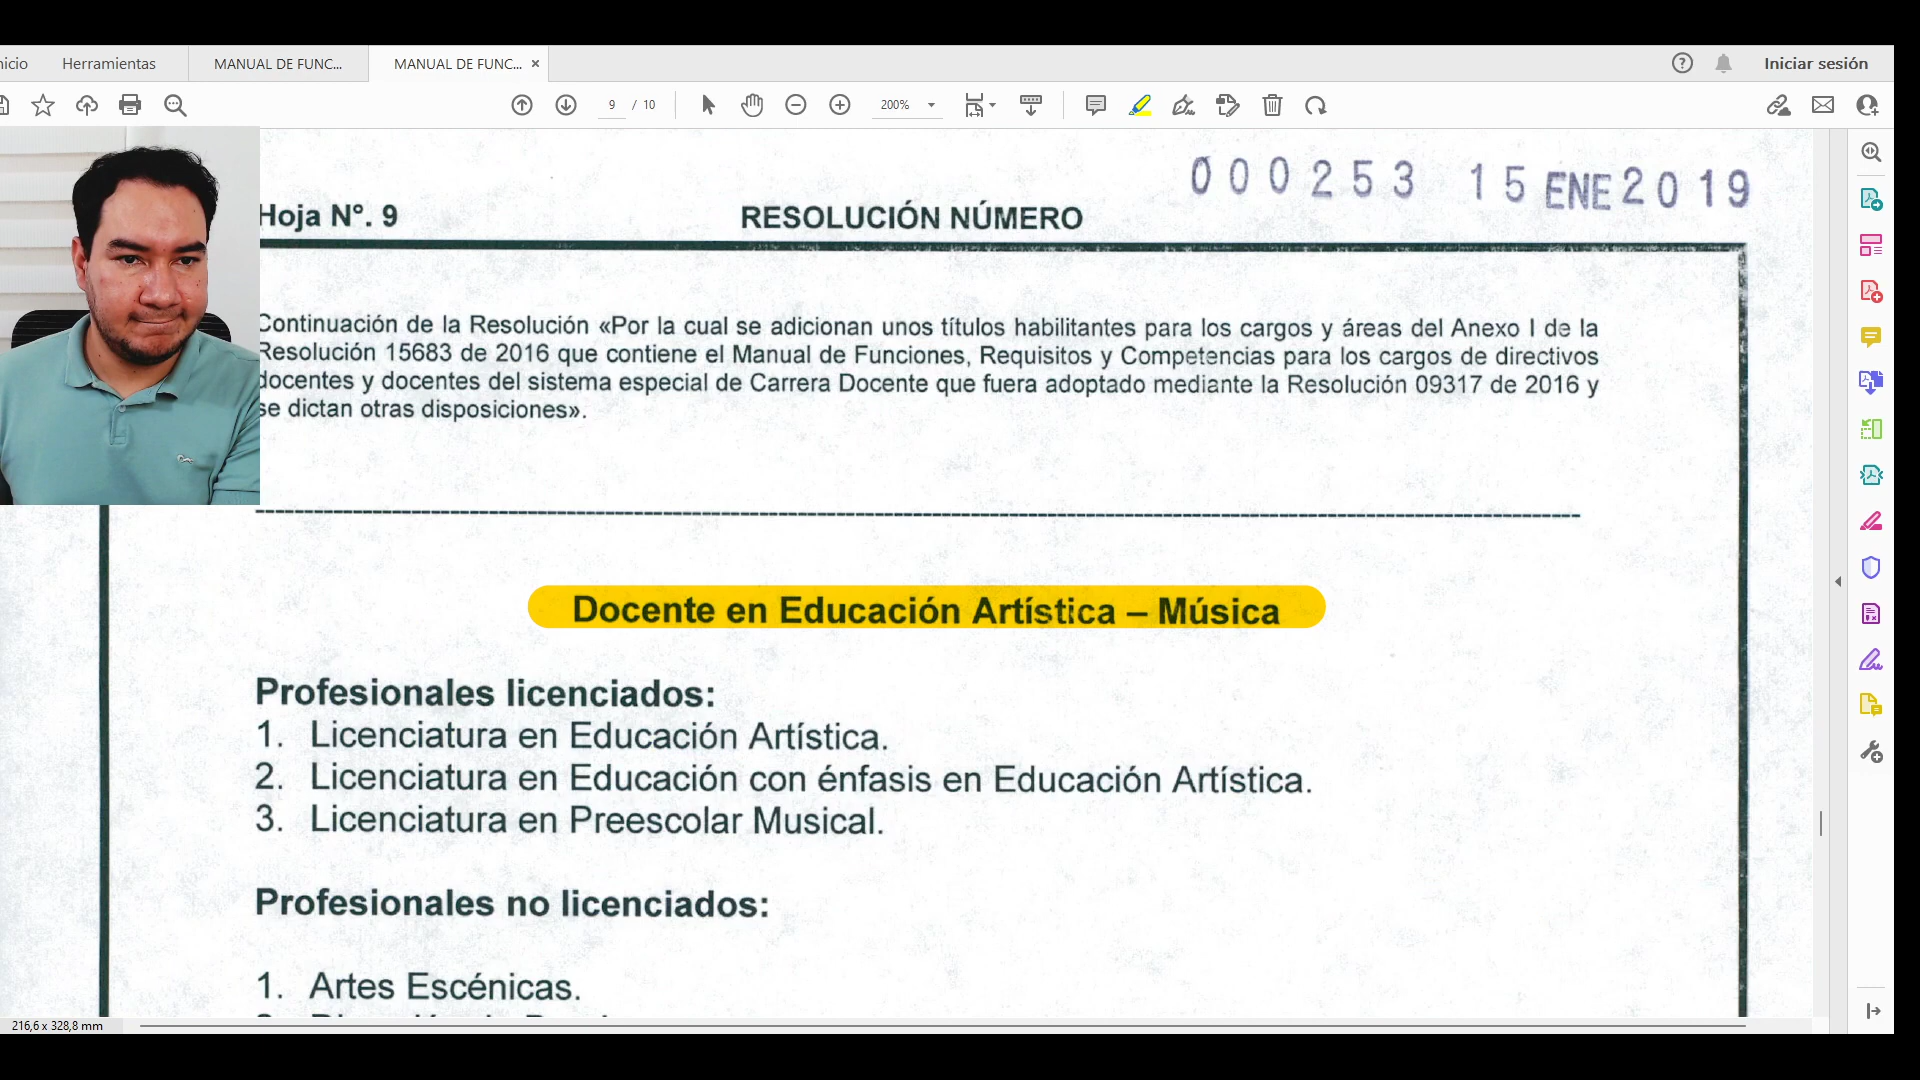 nicio Herramientas MANUAL DE FUNC... MANUAL DE FUNC... × Iniciar sesión
9 / 10 200%
000253 15 ENE 2019
Hoja N°. 9 RESOLUCIÓN NÚMERO
Continuación de la Resolución «Por la cual se adicionan unos títulos habilitantes para los cargos y áreas del Anexo I de la
Resolución 15683 de 2016 que contiene el Manual de Funciones, Requisitos y Competencias para los cargos de directivos
docentes y docentes del sistema especial de Carrera Docente que fuera adoptado mediante la Resolución 09317 de 2016 y
se dictan otras disposiciones».
Docente en Educación Artística – Música
Profesionales licenciados:
1. Licenciatura en Educación Artística.
2. Licenciatura en Educación con énfasis en Educación Artística.
3. Licenciatura en Preescolar Musical.
Profesionales no licenciados:
1. Artes Escénicas.
216,6 x 328,8 mm